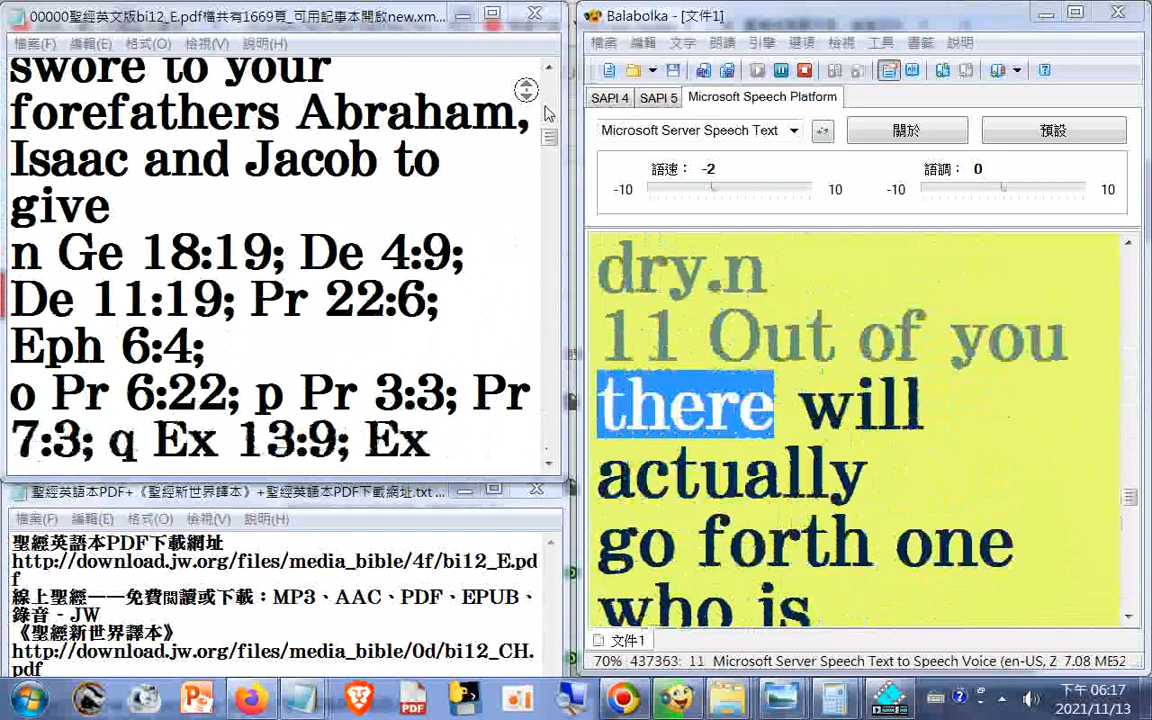 00000聖經英文版bi12_E.pdf檔共有1669頁_可用記事本開啟new.xm...
檔案(F) 編輯(E) 格式(O) 檢視(V) 說明(H)
swore to your
forefathers Abraham,
Isaac and Jacob to
give
n Ge 18:19; De 4:9;
De 11:19; Pr 22:6;
Eph 6:4;
o Pr 6:22; p Pr 3:3; Pr
7:3; q Ex 13:9; Ex
聖經英語本PDF+《聖經新世界譯本》+聖經英語本PDF下載網址.txt ...
檔案(F) 編輯(E) 格式(O) 檢視(V) 說明(H)
聖經英語本PDF下載網址
http://download.jw.org/files/media_bible/4f/bi12_E.pd
f
線上聖經——免費閱讀或下載：MP3、AAC、PDF、EPUB、
錄音 - JW
《聖經新世界譯本》
http://download.jw.org/files/media_bible/0d/bi12_CH.
pdf
Balabolka - [文件1]
檔案 編輯 文字 朗讀 引擎 選項 檢視 工具 書籤 說明
SAPI 4 SAPI 5 Microsoft Speech Platform
Microsoft Server Speech Text 關於 預設
語速： -2 語調： 0
-10 10 -10 10
dry.n
11 Out of you
there will
actually
go forth one
who is
文件1
70% 437363: 11 Microsoft Server Speech Text to Speech Voice (en-US, Z 7.08 ME52
下午 06:17
2021/11/13